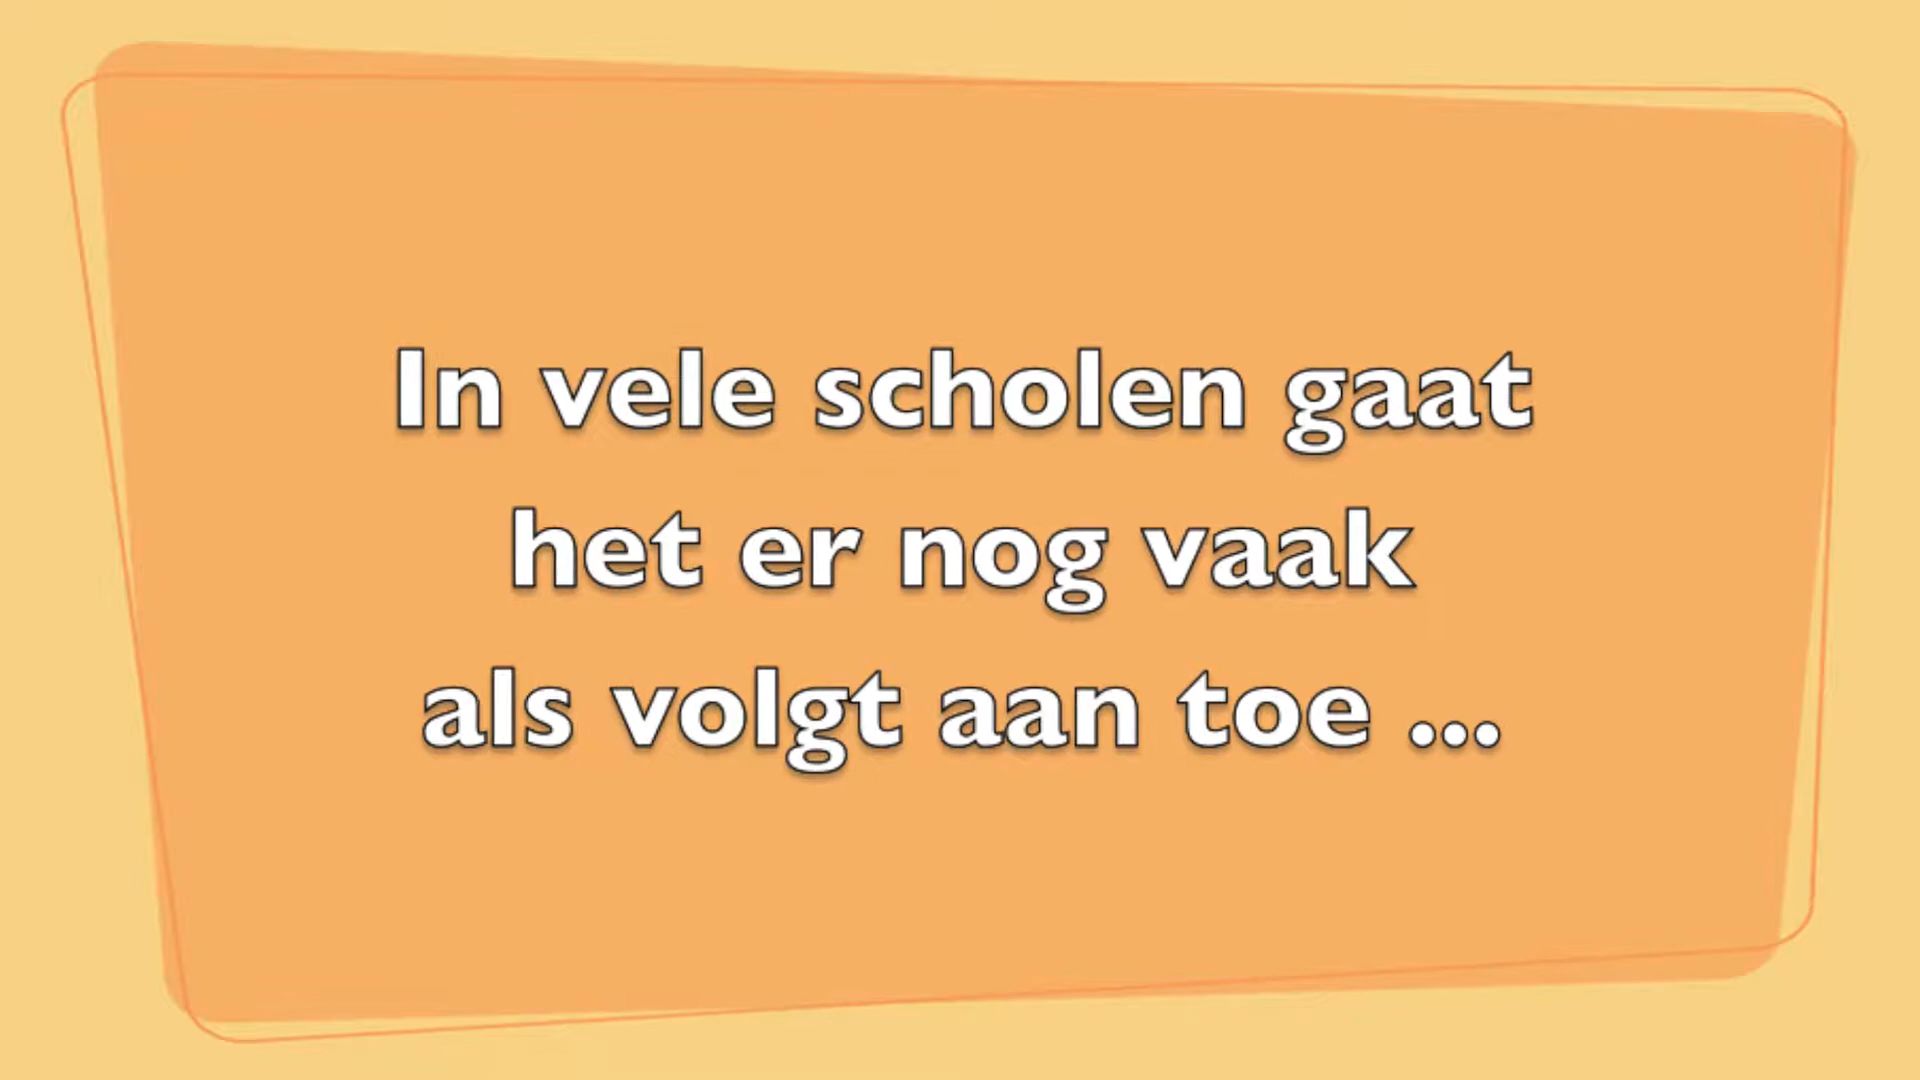 In vele scholen gaat
het er nog vaak
als volgt aan toe ...